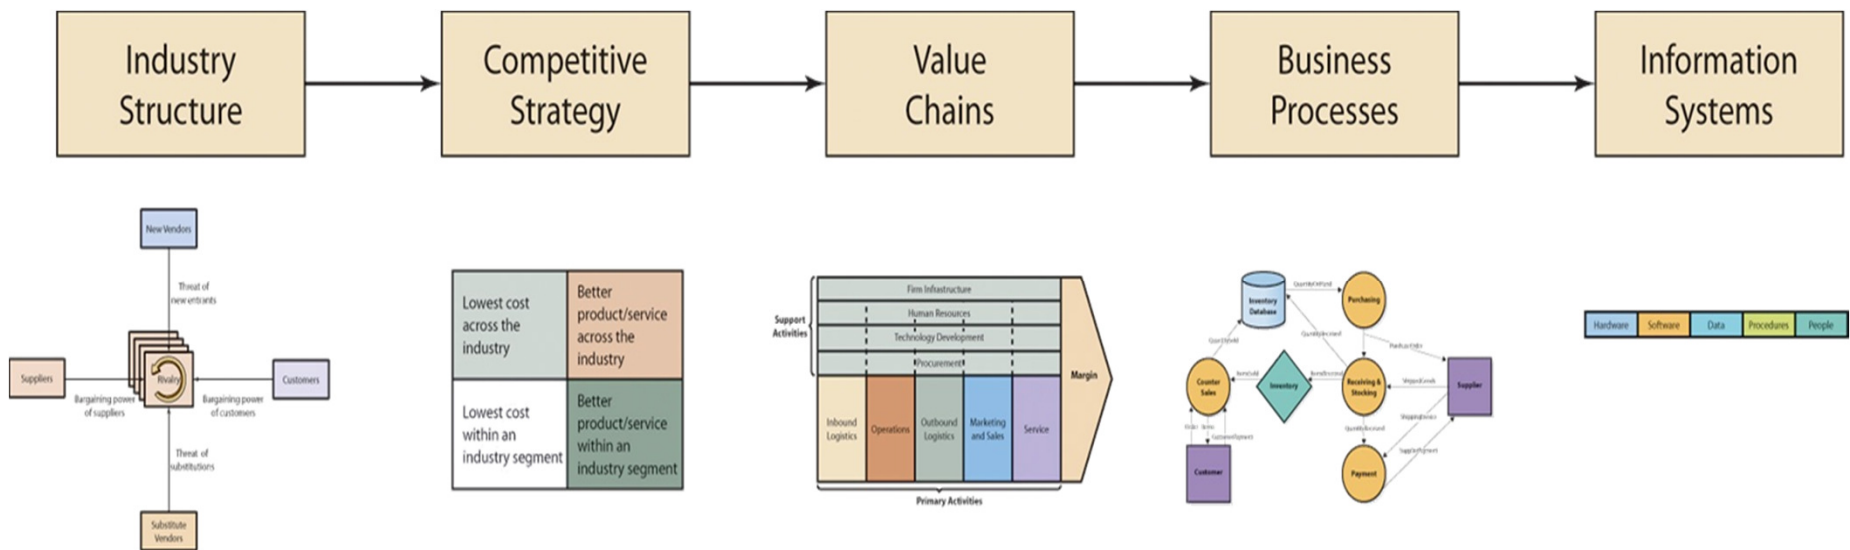 Industry
Structure
Competitive
Strategy
Value
Chains
Business
Processes
Information
Systems
New Vendors
Threat of
new entrants
Suppliers
Rivalry
Customers
Bargaining power
of suppliers
Bargaining power
of customers
Threat of
substitutions
Substitute
Vendors
Lowest cost
across the
industry
Better
product/service
across the
industry
Lowest cost
within an
industry segment
Better
product/service
within an
industry segment
Support
Activities
Firm Infrastructure
Human Resources
Technology Development
Procurement
Inbound
Logistics
Operations
Outbound
Logistics
Marketing
and Sales
Service
Margin
Primary Activities
Inventory
Database
Purchasing
Counter
Sales
Inventory
Receiving &
Stocking
Supplier
Customer
Payment
Hardware
Software
Data
Procedures
People